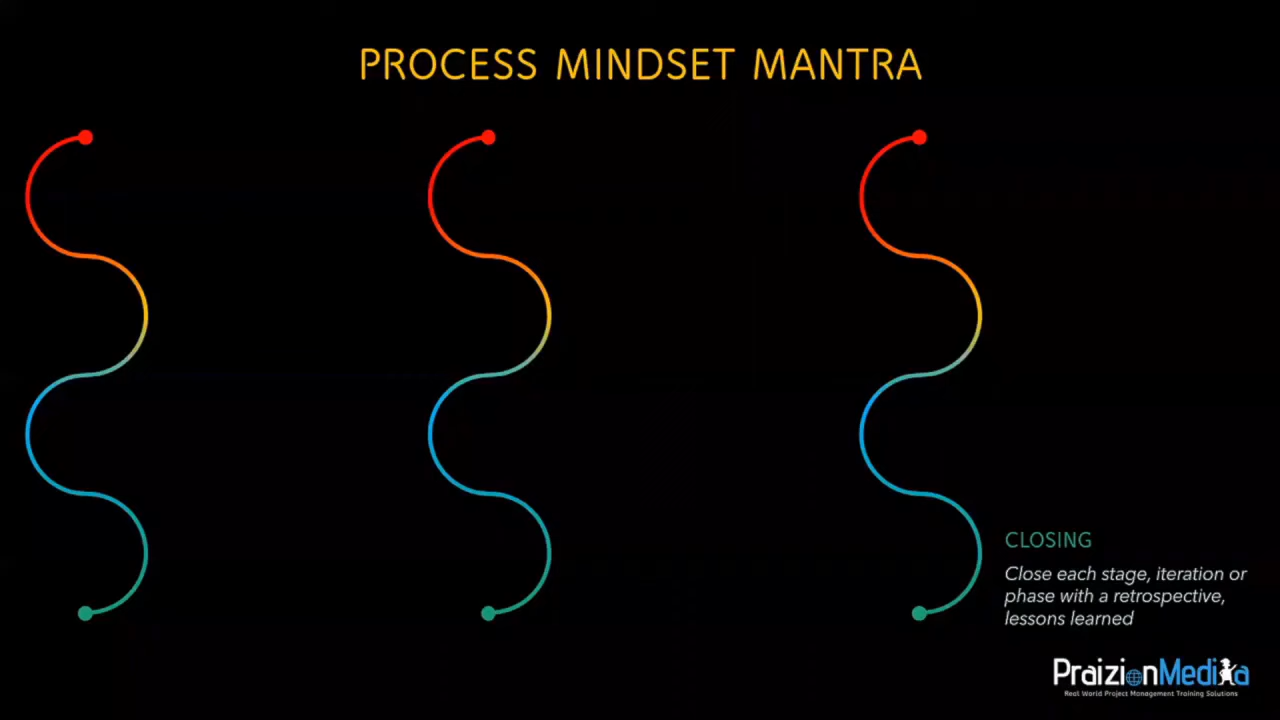 PROCESS MINDSET MANTRA
CLOSING
Close each stage, iteration or
phase with a retrospective,
lessons learned
PraizionMedia
Real World Project Management Training Solutions